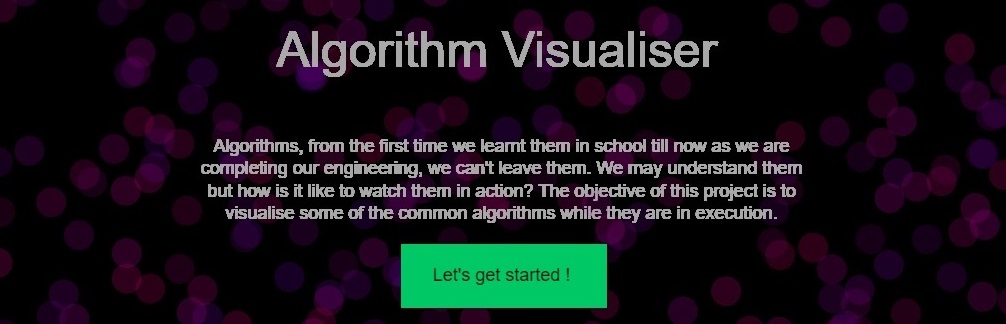 Algorithm Visualiser
Algorithms, from the first time we learnt them in school till now as we are
completing our engineering, we can't leave them. We may understand them
but how is it like to watch them in action? The objective of this project is to
visualise some of the common algorithms while they are in execution.
Let's get started !